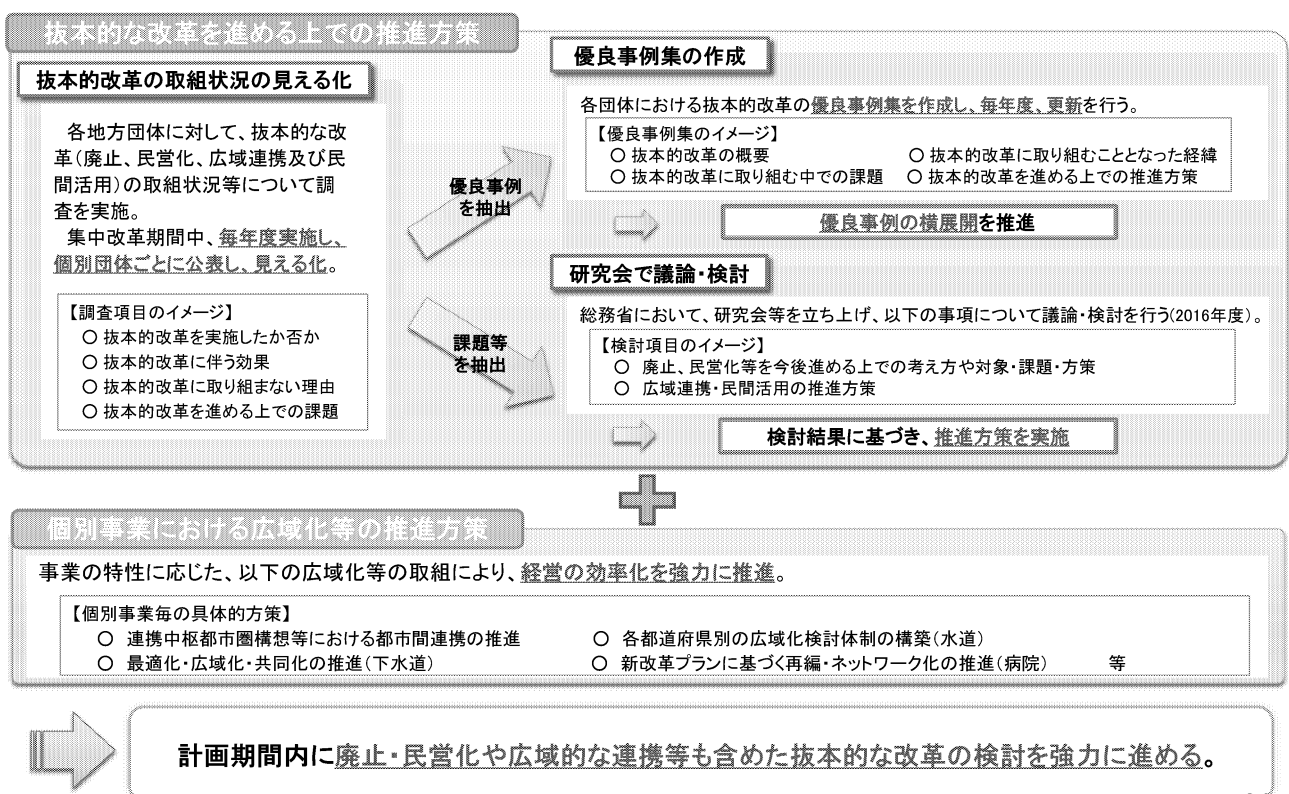 抜本的な改革を進める上での推進方策
抜本的改革の取組状況の見える化
各地方団体に対して、抜本的な改
革（廃止、民営化、広域連携及び民
間活用）の取組状況等について調
査を実施。
集中改革期間中、毎年度実施し、
個別団体ごとに公表し、見える化。
【調査項目のイメージ】
○ 抜本的改革を実施したか否か
○ 抜本的改革に伴う効果
○ 抜本的改革に取り組まない理由
○ 抜本的改革を進める上での課題
優良事例
を抽出
課題等
を抽出
優良事例集の作成
各団体における抜本的改革の優良事例集を作成し、毎年度、更新を行う。
【優良事例集のイメージ】
○ 抜本的改革の概要 ○ 抜本的改革に取り組むこととなった経緯
○ 抜本的改革に取り組む中での課題 ○ 抜本的改革を進める上での推進方策
優良事例の横展開を推進
研究会で議論・検討
総務省において、研究会等を立ち上げ、以下の事項について議論・検討を行う(2016年度)。
【検討項目のイメージ】
○ 廃止、民営化等を今後進める上での考え方や対象・課題・方策
○ 広域連携・民間活用の推進方策
検討結果に基づき、推進方策を実施
個別事業における広域化等の推進方策
事業の特性に応じた、以下の広域化等の取組により、経営の効率化を強力に推進。
【個別事業毎の具体的方策】
○ 連携中枢都市圏構想等における都市間連携の推進 ○ 各都道府県別の広域化検討体制の構築（水道）
○ 最適化・広域化・共同化の推進（下水道） ○ 新改革プランに基づく再編・ネットワーク化の推進（病院） 等
計画期間内に廃止・民営化や広域的な連携等も含めた抜本的な改革の検討を強力に進める。